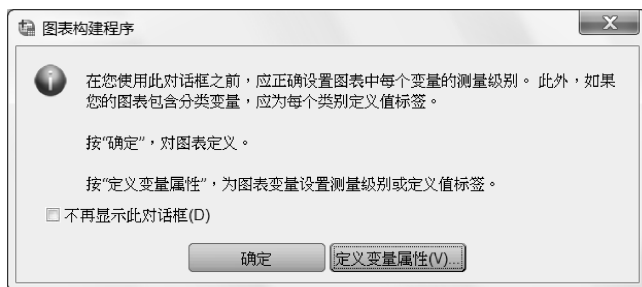 图表构建程序
在您使用此对话框之前，应正确设置图表中每个变量的测量级别。此外，如果
您的图表包含分类变量，应为每个类别定义值标签。
按“确定”，对图表定义。
按“定义变量属性”，为图表变量设置测量级别或定义值标签。
不再显示此对话框(D)
确定 定义变量属性(V)...